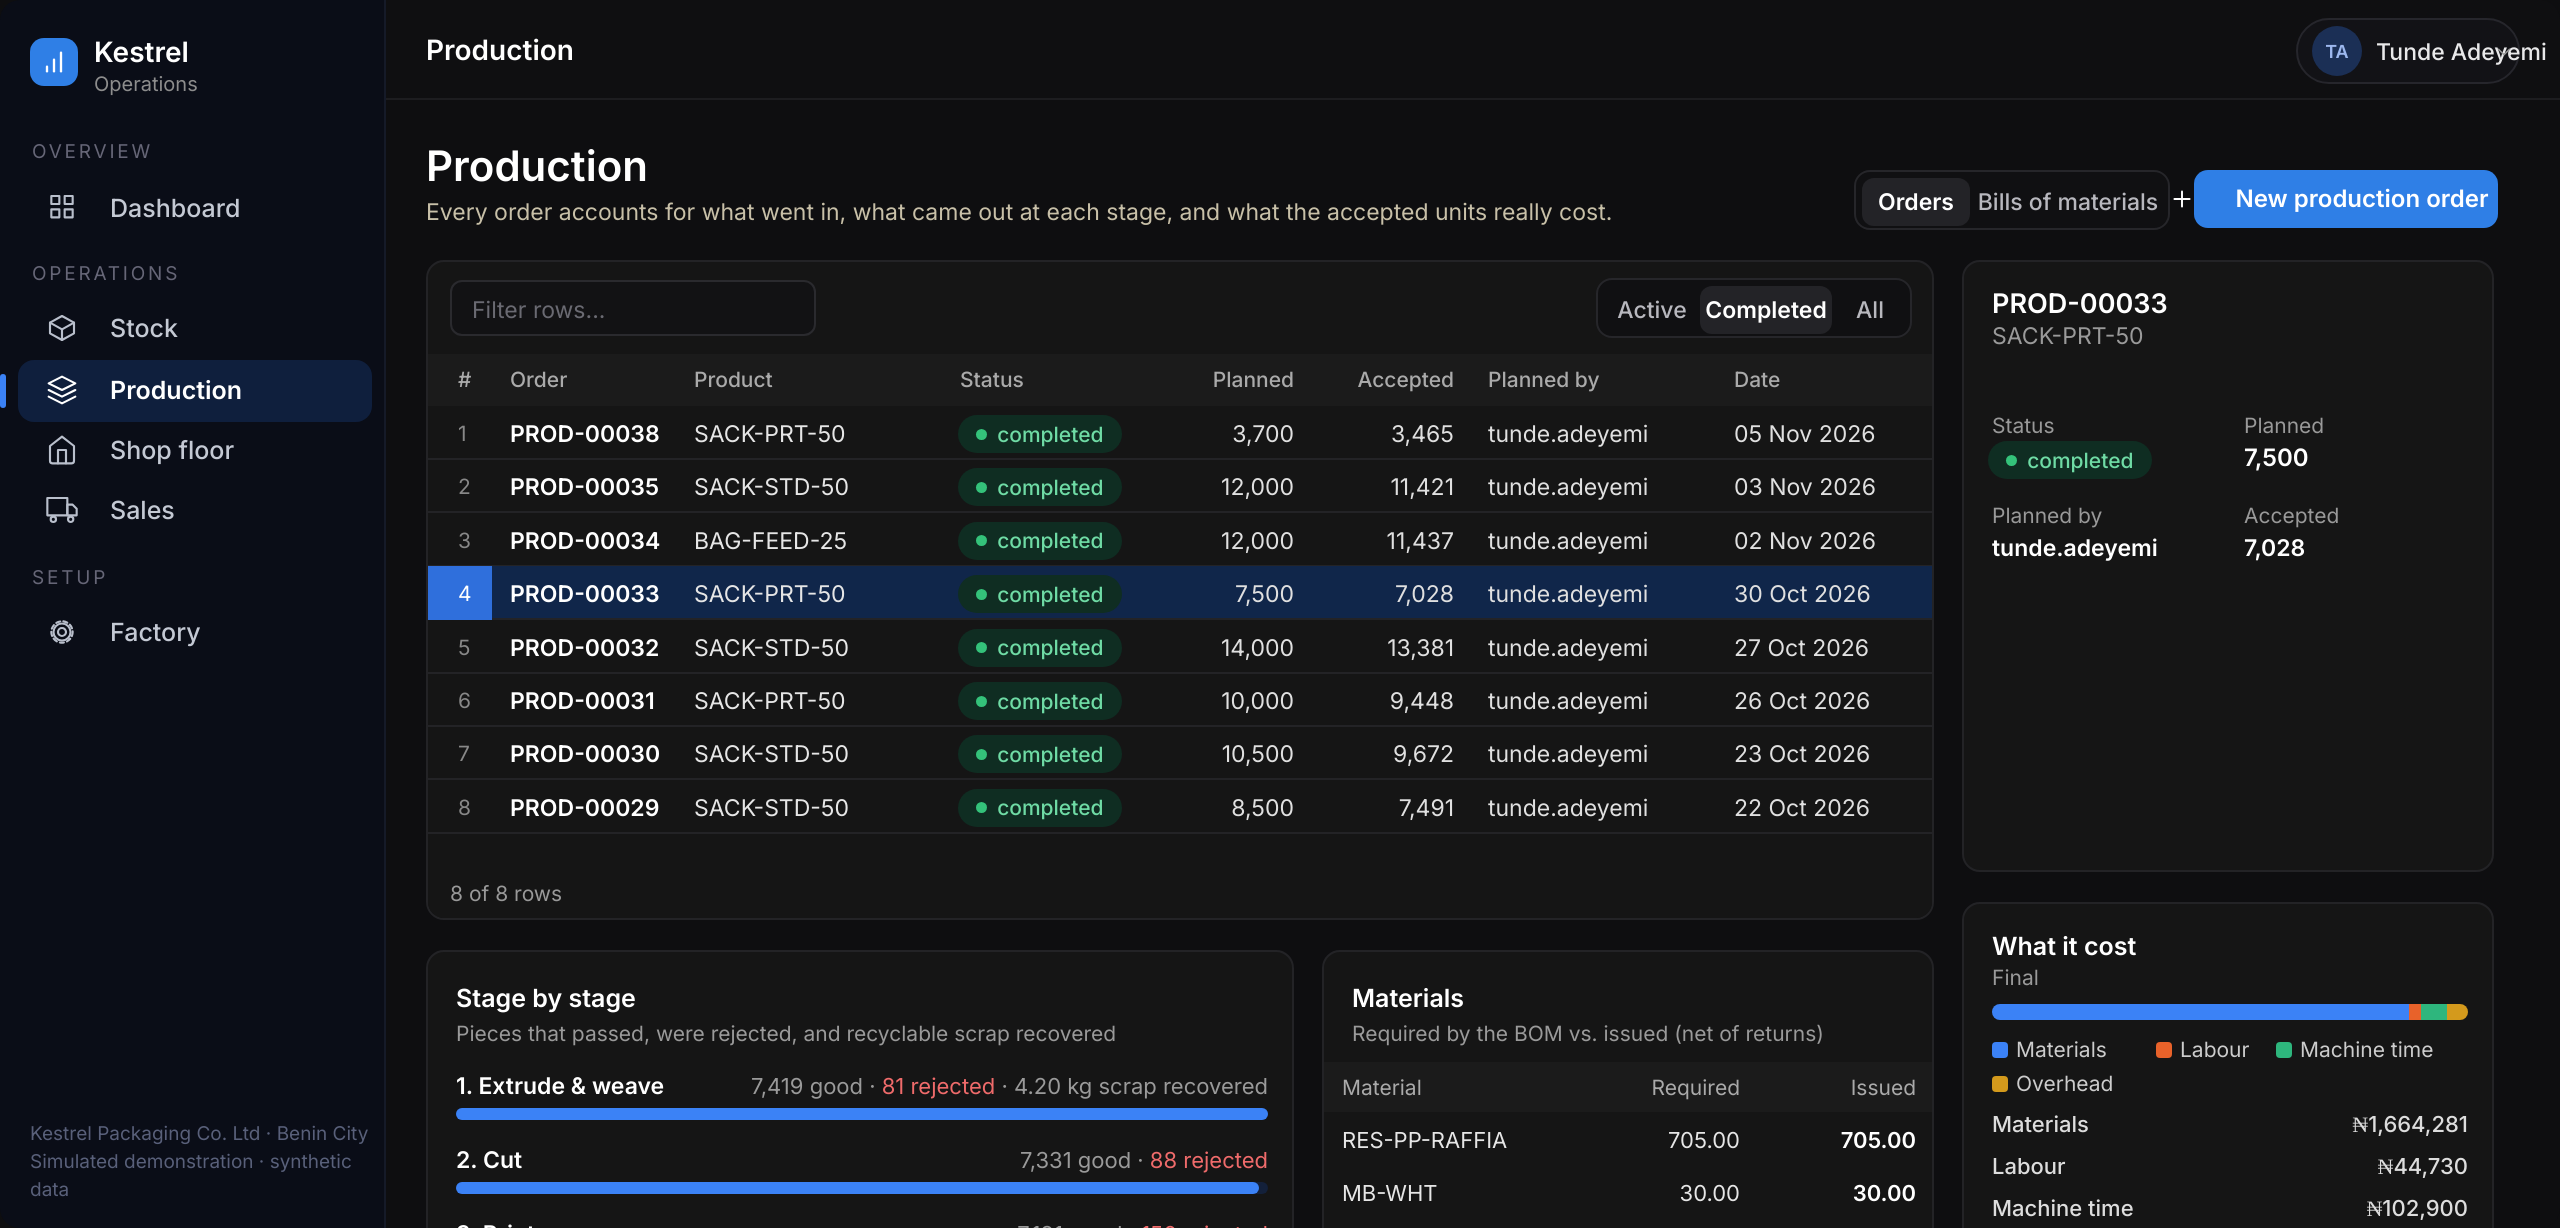 Kestrel
Operations
OVERVIEW
Dashboard
OPERATIONS
Stock
Production
Shop floor
Sales
SETUP
Factory
Kestrel Packaging Co. Ltd · Benin City
Simulated demonstration · synthetic
data
Production
TA Tunde Adeyemi
Production
Every order accounts for what went in, what came out at each stage, and what the accepted units really cost.
Orders Bills of materials + New production order
Filter rows...
Active Completed All
# Order Product Status Planned Accepted Planned by Date
1 PROD-00038 SACK-PRT-50 completed 3,700 3,465 tunde.adeyemi 05 Nov 2026
2 PROD-00035 SACK-STD-50 completed 12,000 11,421 tunde.adeyemi 03 Nov 2026
3 PROD-00034 BAG-FEED-25 completed 12,000 11,437 tunde.adeyemi 02 Nov 2026
4 PROD-00033 SACK-PRT-50 completed 7,500 7,028 tunde.adeyemi 30 Oct 2026
5 PROD-00032 SACK-STD-50 completed 14,000 13,381 tunde.adeyemi 27 Oct 2026
6 PROD-00031 SACK-PRT-50 completed 10,000 9,448 tunde.adeyemi 26 Oct 2026
7 PROD-00030 SACK-STD-50 completed 10,500 9,672 tunde.adeyemi 23 Oct 2026
8 PROD-00029 SACK-STD-50 completed 8,500 7,491 tunde.adeyemi 22 Oct 2026
8 of 8 rows
PROD-00033
SACK-PRT-50
Status Planned
completed 7,500
Planned by Accepted
tunde.adeyemi 7,028
Stage by stage
Pieces that passed, were rejected, and recyclable scrap recovered
1. Extrude & weave 7,419 good · 81 rejected · 4.20 kg scrap recovered
2. Cut 7,331 good · 88 rejected
Materials
Required by the BOM vs. issued (net of returns)
Material Required Issued
RES-PP-RAFFIA 705.00 705.00
MB-WHT 30.00 30.00
What it cost
Final
Materials Labour Machine time
Overhead
Materials ₦1,664,281
Labour ₦44,730
Machine time ₦102,900